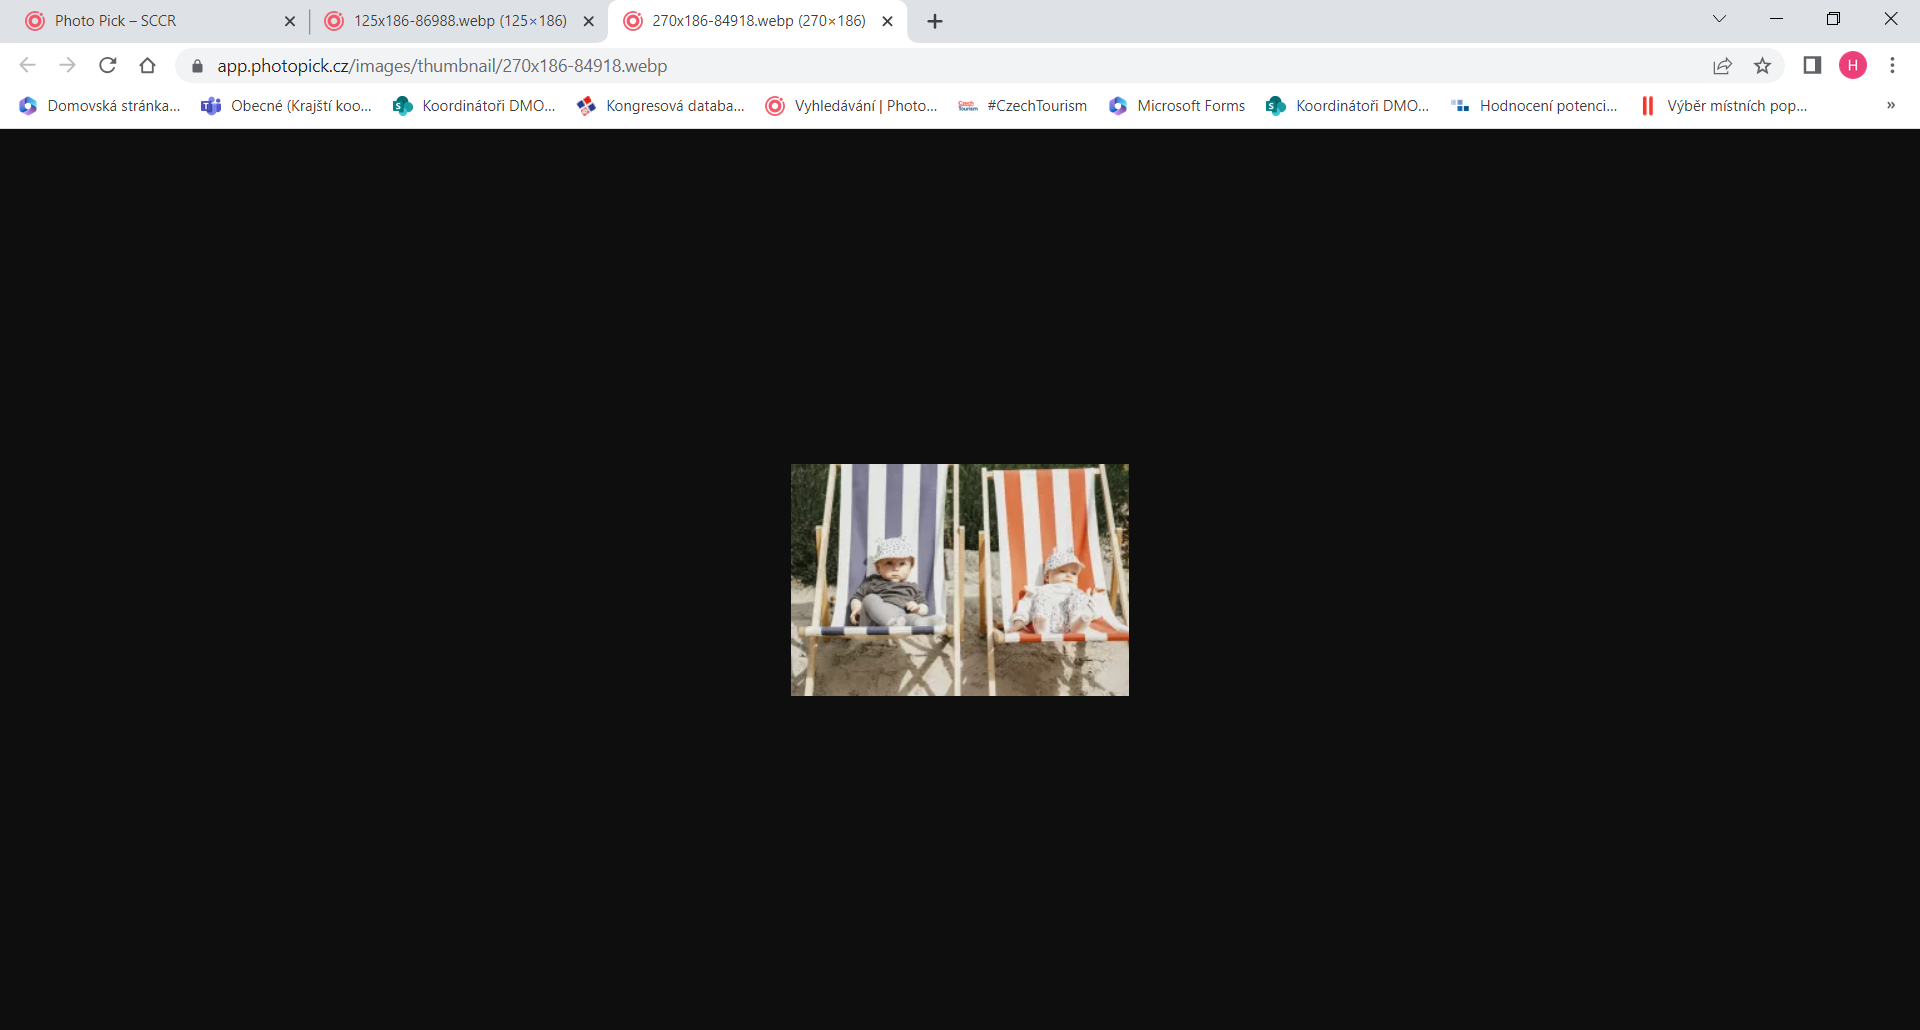 Photo Pick – SCCR
125x186-86988.webp (125×186)
270x186-84918.webp (270×186)
app.photopick.cz/images/thumbnail/270x186-84918.webp
H
Domovská stránka...
Obecné (Krajští koo...
Koordinátoři DMO...
Kongresová databa...
Vyhledávání | Photo...
Czech Tourism
#CzechTourism
Microsoft Forms
Koordinátoři DMO...
Hodnocení potenci...
Výběr místních pop...
»